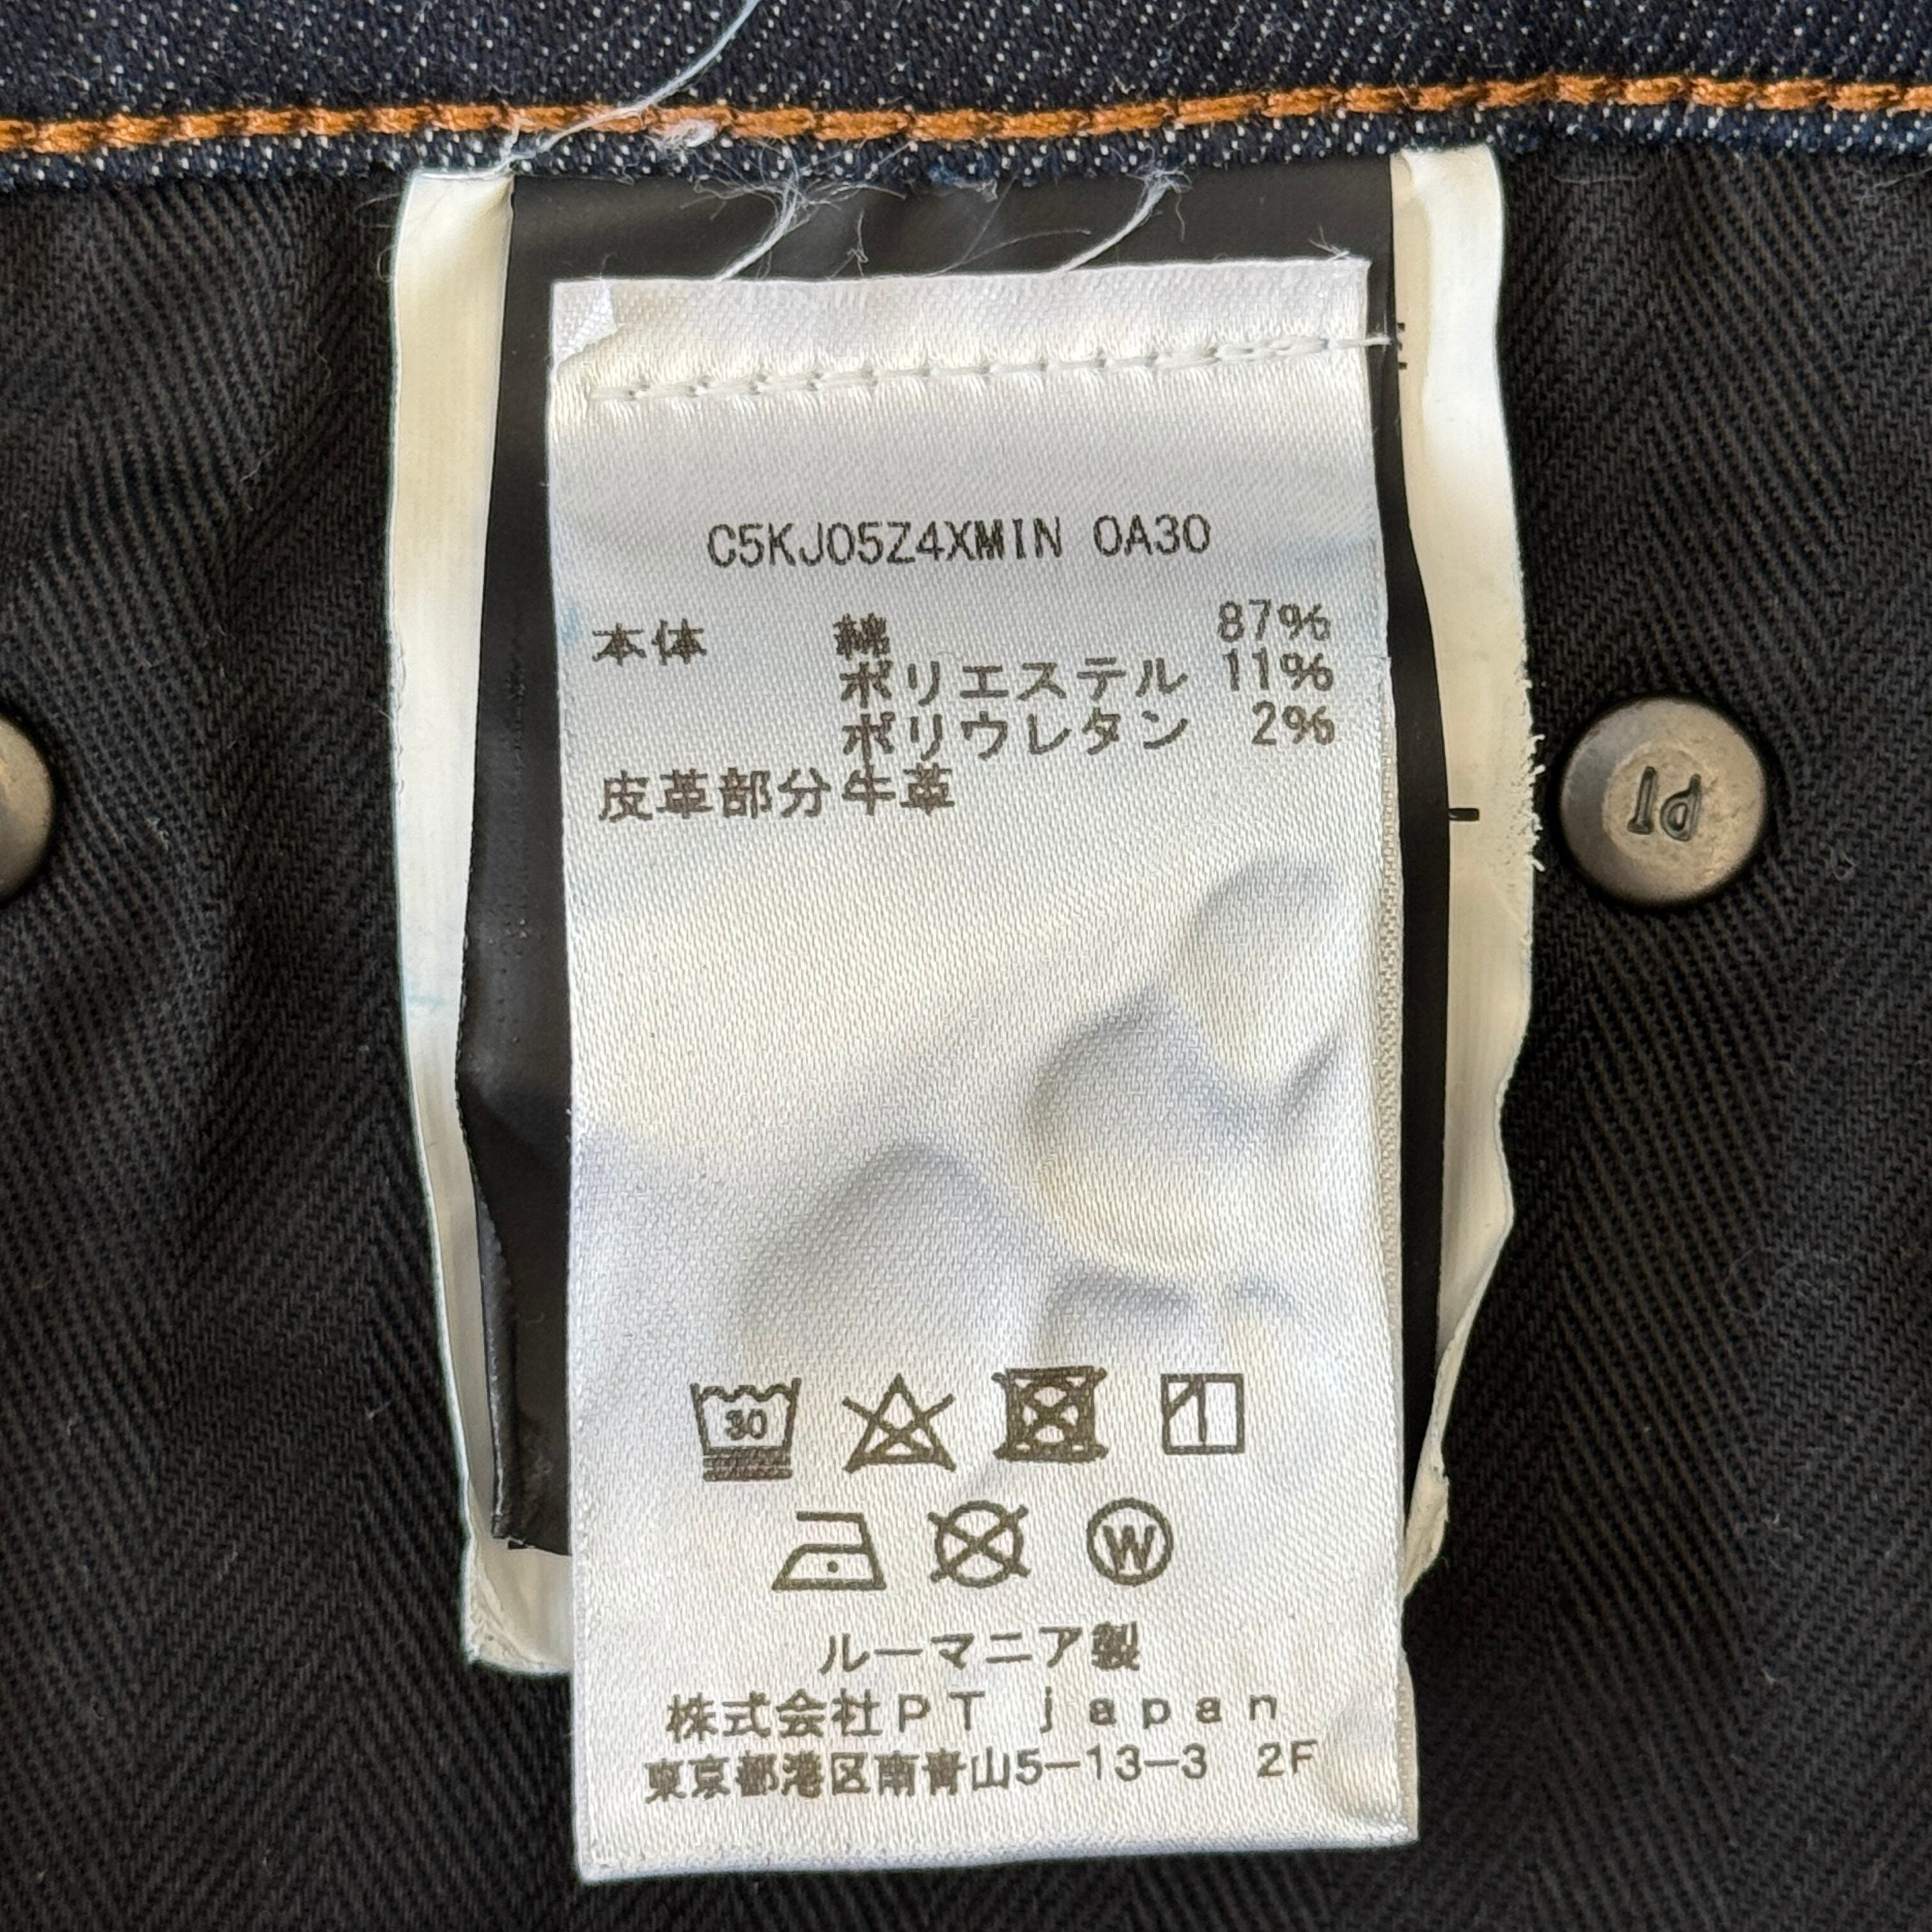 C5KJ05Z4XMIN 0A30
本体 綿 87%
ポリエステル 11%
ポリウレタン 2%
皮革部分牛革
30
W
ルーマニア製
株式会社PT japan
東京都港区南青山5-13-3 2F